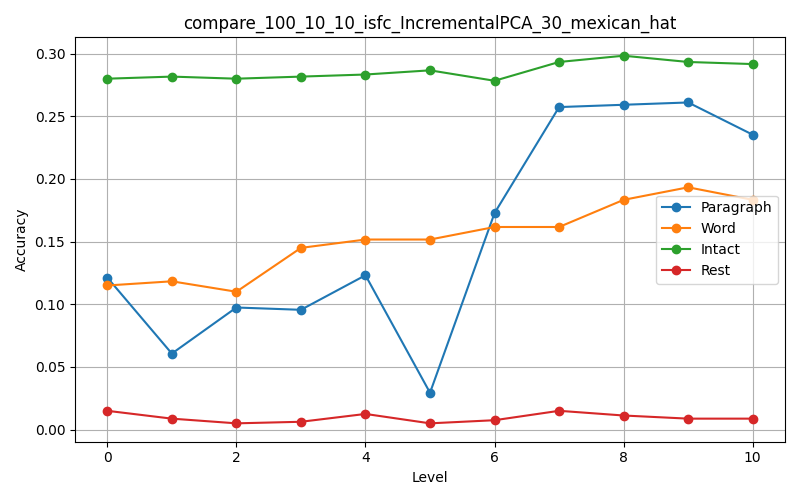 compare_100_10_10_isfc_IncrementalPCA_30_mexican_hat
0.30
0.25
0.20
0.15
0.10
0.05
0.00
Accuracy
Paragraph
Word
Intact
Rest
0 2 4 6 8 10
Level